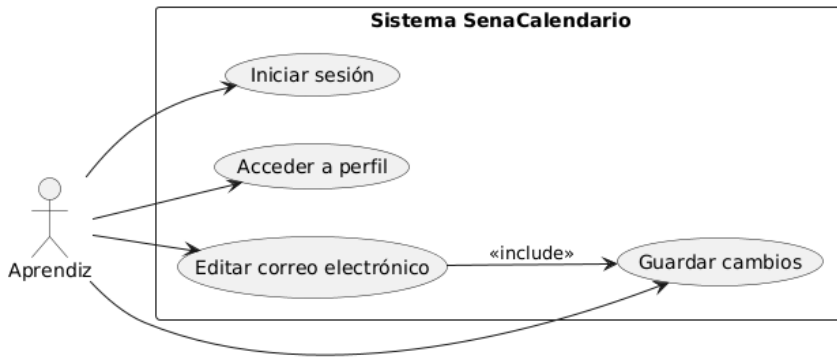 Sistema SenaCalendario
Iniciar sesión
Acceder a perfil
Aprendiz
Editar correo electrónico
«include»
Guardar cambios